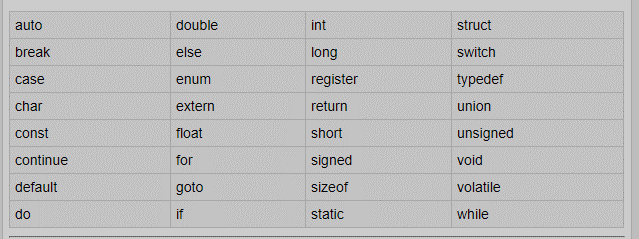 auto double int struct
break else long switch
case enum register typedef
char extern return union
const float short unsigned
continue for signed void
default goto sizeof volatile
do if static while